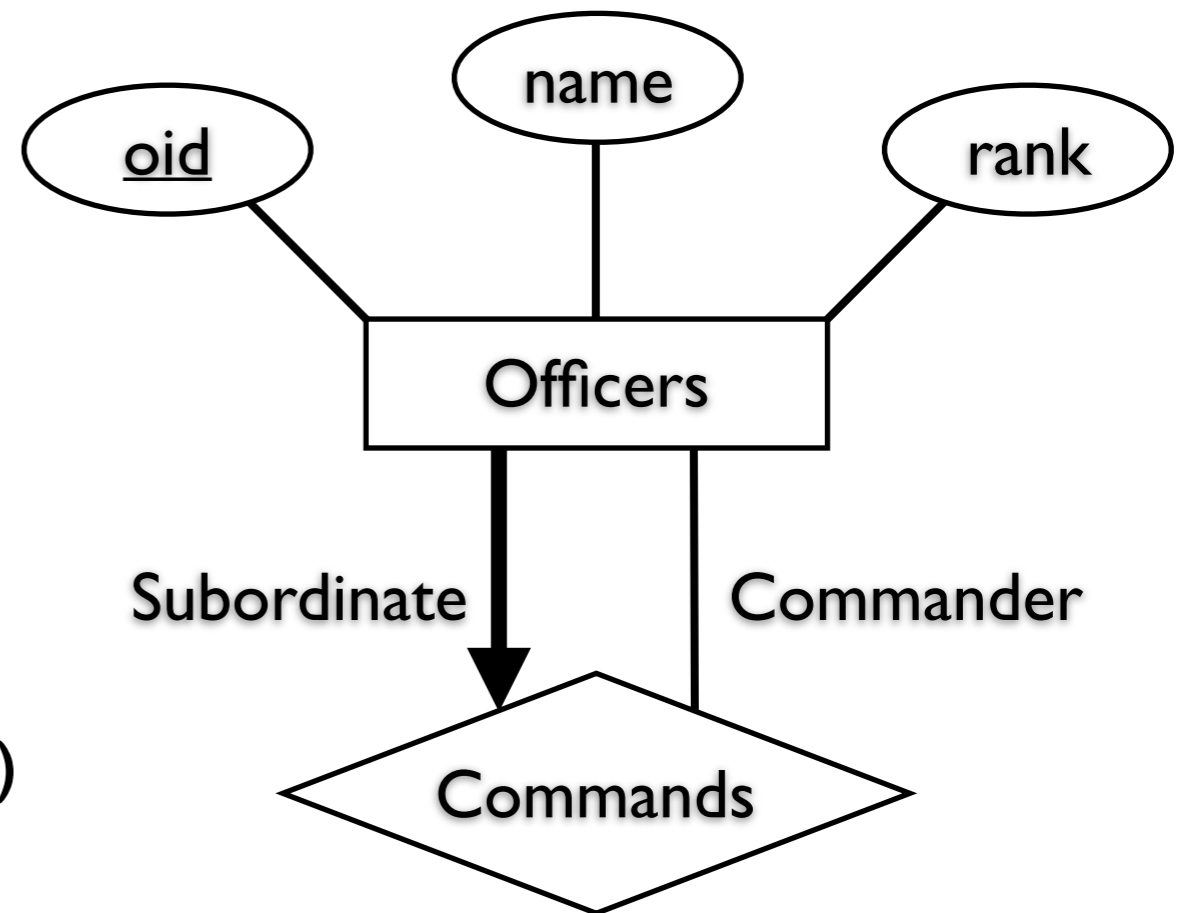 name
oid
rank
Officers
Subordinate
Commander
)
Commands